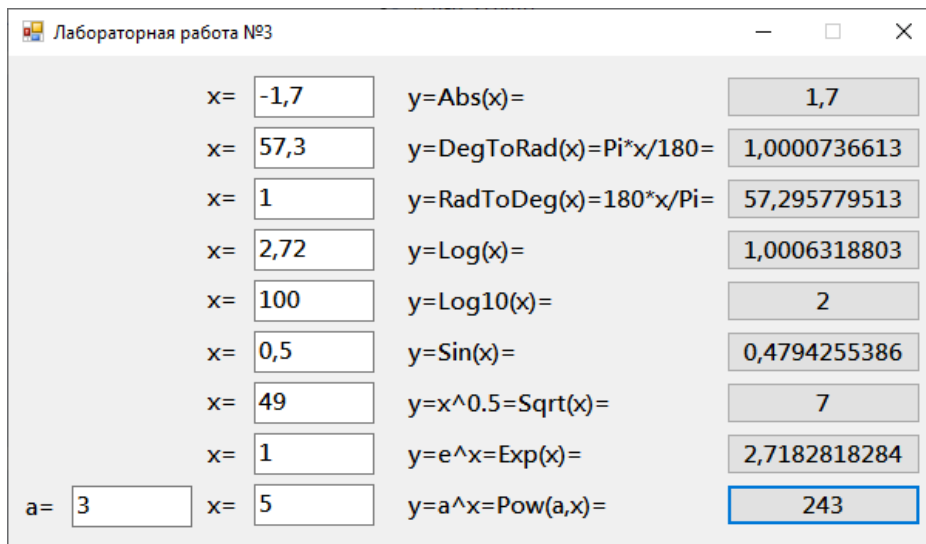 Лабораторная работа №3
x= -1,7 y=Abs(x)= 1,7
x= 57,3 y=DegToRad(x)=Pi*x/180= 1,0000736613
x= 1 y=RadToDeg(x)=180*x/Pi= 57,295779513
x= 2,72 y=Log(x)= 1,0006318803
x= 100 y=Log10(x)= 2
x= 0,5 y=Sin(x)= 0,4794255386
x= 49 y=x^0.5=Sqrt(x)= 7
x= 1 y=e^x=Exp(x)= 2,7182818284
a= 3 x= 5 y=a^x=Pow(a,x)= 243